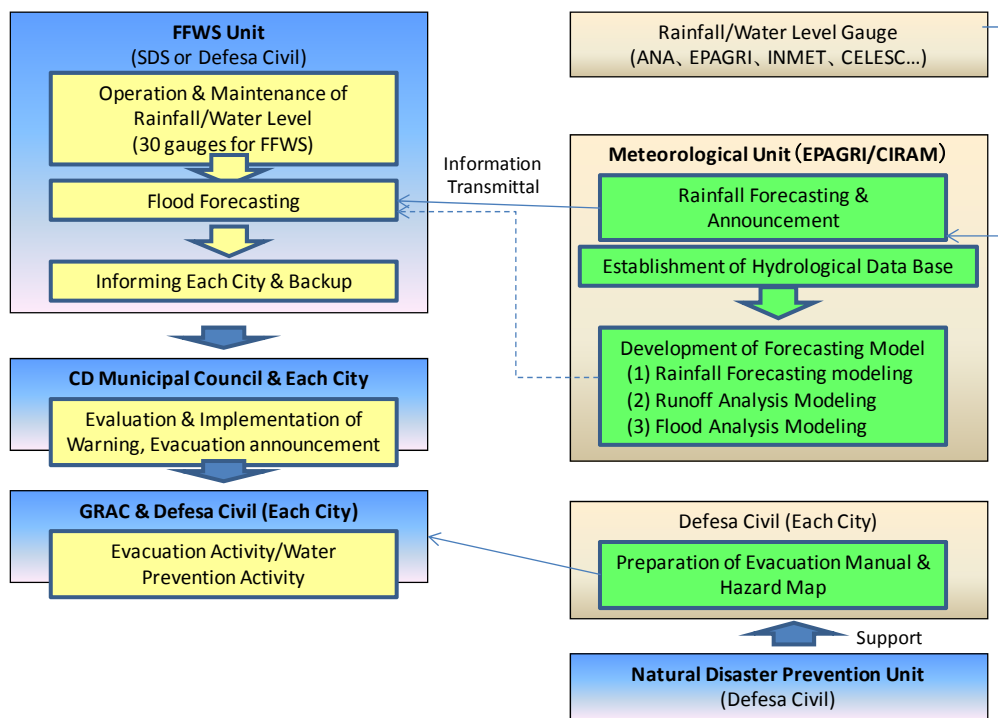 FFWS Unit
(SDS or Defesa Civil)
Operation & Maintenance of
Rainfall/Water Level
(30 gauges for FFWS)
Flood Forecasting
Informing Each City & Backup
CD Municipal Council & Each City
Evaluation & Implementation of
Warning, Evacuation announcement
GRAC & Defesa Civil (Each City)
Evacuation Activity/Water
Prevention Activity
Information
Transmittal
Rainfall/Water Level Gauge
(ANA、EPAGRI、INMET、CELESC...)
Meteorological Unit（EPAGRI/CIRAM）
Rainfall Forecasting &
Announcement
Establishment of Hydrological Data Base
Development of Forecasting Model
(1) Rainfall Forecasting modeling
(2) Runoff Analysis Modeling
(3) Flood Analysis Modeling
Defesa Civil (Each City)
Preparation of Evacuation Manual &
Hazard Map
Support
Natural Disaster Prevention Unit
(Defesa Civil)